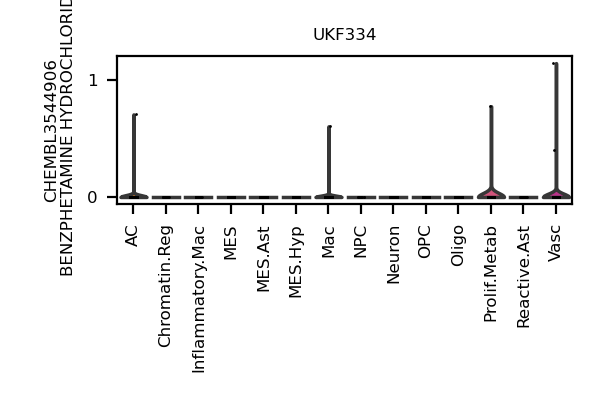 UKF334
CHEMBL3544906
BENZPHETAMINE HYDROCHLORID
1
0
AC
Chromatin.Reg
Inflammatory.Mac
MES
MES.Ast
MES.Hyp
Mac
NPC
Neuron
OPC
Oligo
Prolif.Metab
Reactive.Ast
Vasc